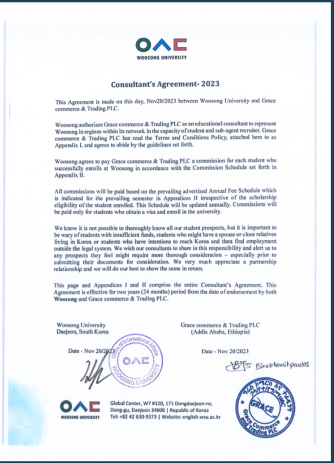 WOOSONG UNIVERSITY
Consultant's Agreement- 2023
This Agreement is made on this day, Nov20/2023 between Woosong University and Grace
commerce & Trading PLC.
Woosong authorizes Grace commerce & Trading PLC as an educational consultant to represent
Woosong in regions within its network in the capacity of student and sub-agent recruiter. Grace
commerce & Trading PLC has read the Terms and Conditions Policy, attached here to as
Appendix I, and agrees to abide by the guidelines set forth.
Woosong agrees to pay Grace commerce & Trading PLC a commission for each student who
successfully enrolls at Woosong in accordance with the Commission Schedule set forth in
Appendix II.
All commissions will be paid based on the prevailing advertised Annual Fee Schedule which
is indicated for the prevailing semester in Appendices II irrespective of the scholarship
eligibility of the student enrolled. This Schedule will be updated annually. Commissions will
be paid only for students who obtain a visa and enroll in the university.
We know it is not possible to thoroughly know all our student prospects, but it is important to
be wary of students with insufficient funds, students who might have a spouse or close relatives
living in Korea or students who have intentions to reach Korea and then find employment
outside the legal system. We wish our consultants to share in this responsibility and alert us to
any prospects they feel might require more thorough consideration – especially prior to
submitting their documents for consideration. We very much appreciate a partnership
relationship and we do our best to show the same in return.
This page and Appendices I and II comprise the entire Consultant's Agreement. This
Agreement is effective for two years (24 months) period from the date of endorsement by both
Woosong and Grace commerce & Trading PLC.
Woosong University
Daejeon, South Korea
Grace commerce & Trading PLC
(Addis Ababa, Ethiopia)
Date - Nov 20/2023
Date - Nov 20/2023
WOOSONG UNIVERSITY
GRACE
WOOSONG UNIVERSITY
Global Center, W7 #320, 171 Dongdaejeon-ro,
Dong-gu, Daejeon 34606 | Republic of Korea
Tel: +82 42 630-9373 | Website: english.wsu.ac.kr